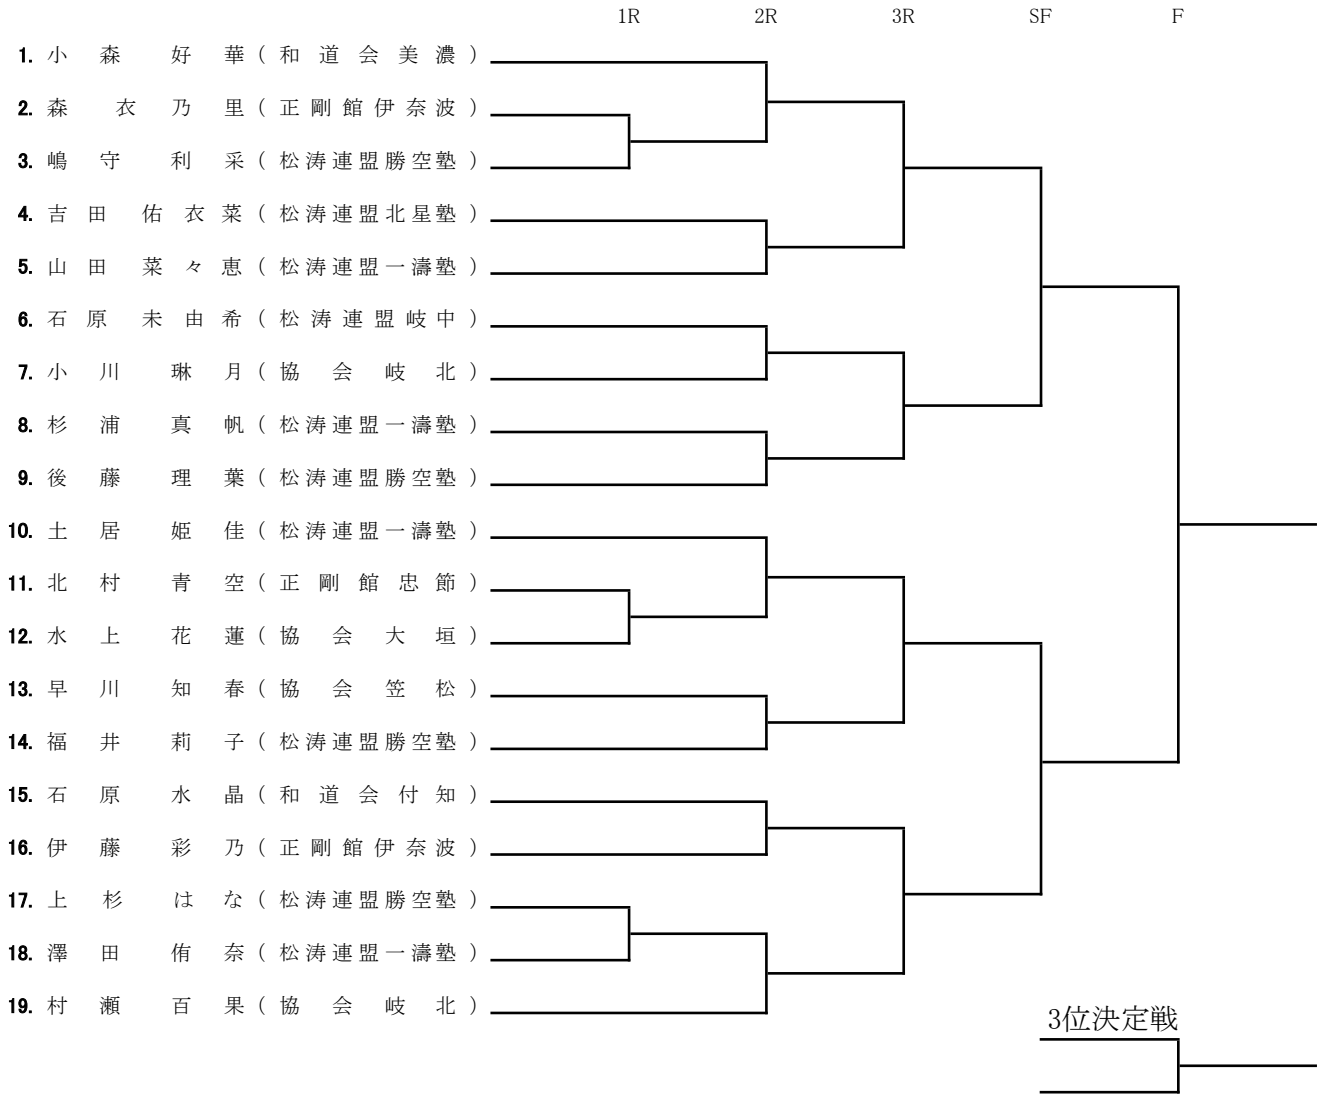 1R 2R 3R SF F
1. 小森 好華 (和道会美濃)
2. 森 衣乃里 (正剛館伊奈波)
3. 嶋守 利采 (松涛連盟勝空塾)
4. 吉田 佑衣菜 (松涛連盟北星塾)
5. 山田 菜々恵 (松涛連盟一濤塾)
6. 石原 未由希 (松涛連盟岐中)
7. 小川 琳月 (協会岐北)
8. 杉浦 真帆 (松涛連盟一濤塾)
9. 後藤 理葉 (松涛連盟勝空塾)
10. 土居 姫佳 (松涛連盟一濤塾)
11. 北村 青空 (正剛館忠節)
12. 水上 花蓮 (協会大垣)
13. 早川 知春 (協会笠松)
14. 福井 莉子 (松涛連盟勝空塾)
15. 石原 水晶 (和道会付知)
16. 伊藤 彩乃 (正剛館伊奈波)
17. 上杉 はな (松涛連盟勝空塾)
18. 澤田 侑奈 (松涛連盟一濤塾)
19. 村瀬 百果 (協会岐北)
3位決定戦